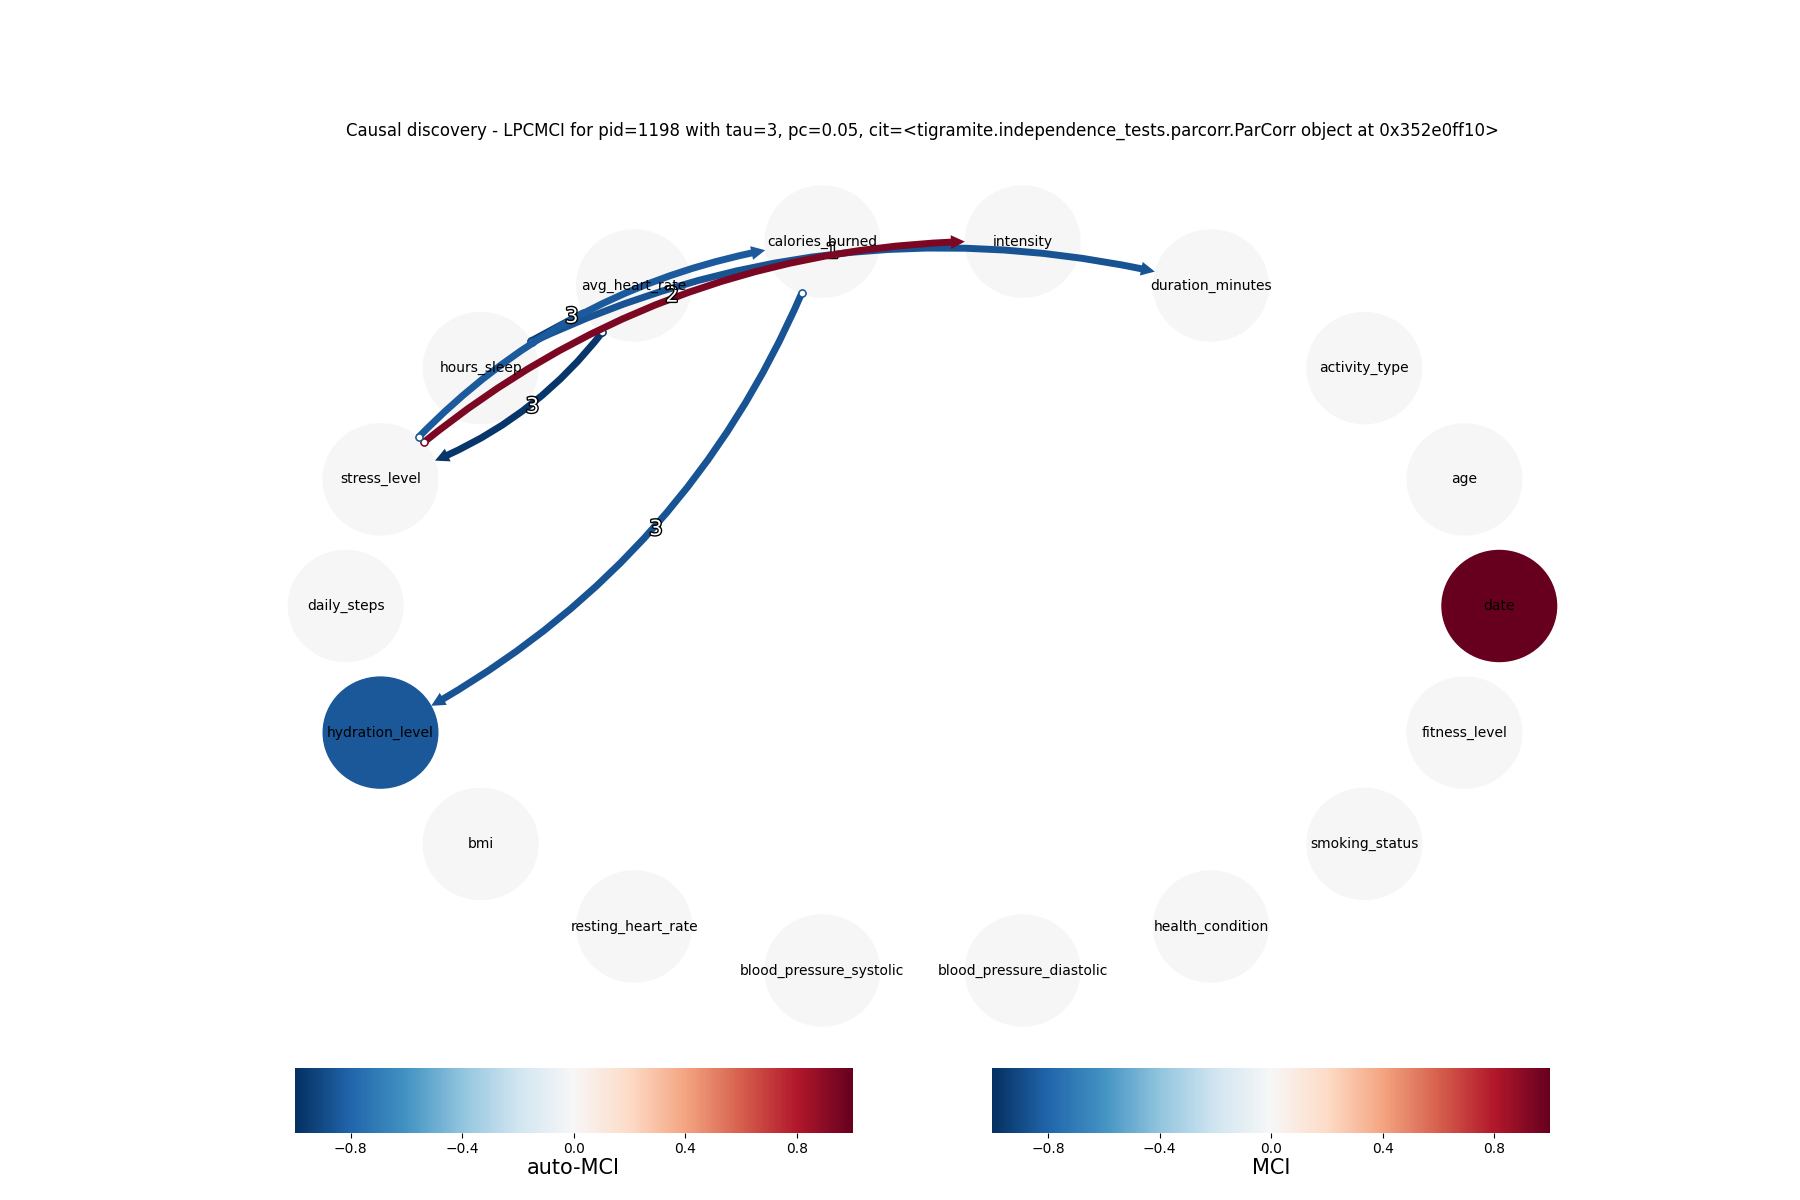 Causal discovery - LPCMCI for pid=1198 with tau=3, pc=0.05, cit=<tigramite.independence_tests.parcorr.ParCorr object at 0x352e0ff10>
calories_burned
intensity
1
avg_heart_rate
duration_minutes
2
3
hours_sleep
activity_type
3
stress_level
age
3
daily_steps
date
hydration_level
fitness_level
bmi
smoking_status
resting_heart_rate
health_condition
blood_pressure_systolic
blood_pressure_diastolic
−0.8 −0.4 0.0 0.4 0.8
auto-MCI
−0.8 −0.4 0.0 0.4 0.8
MCI